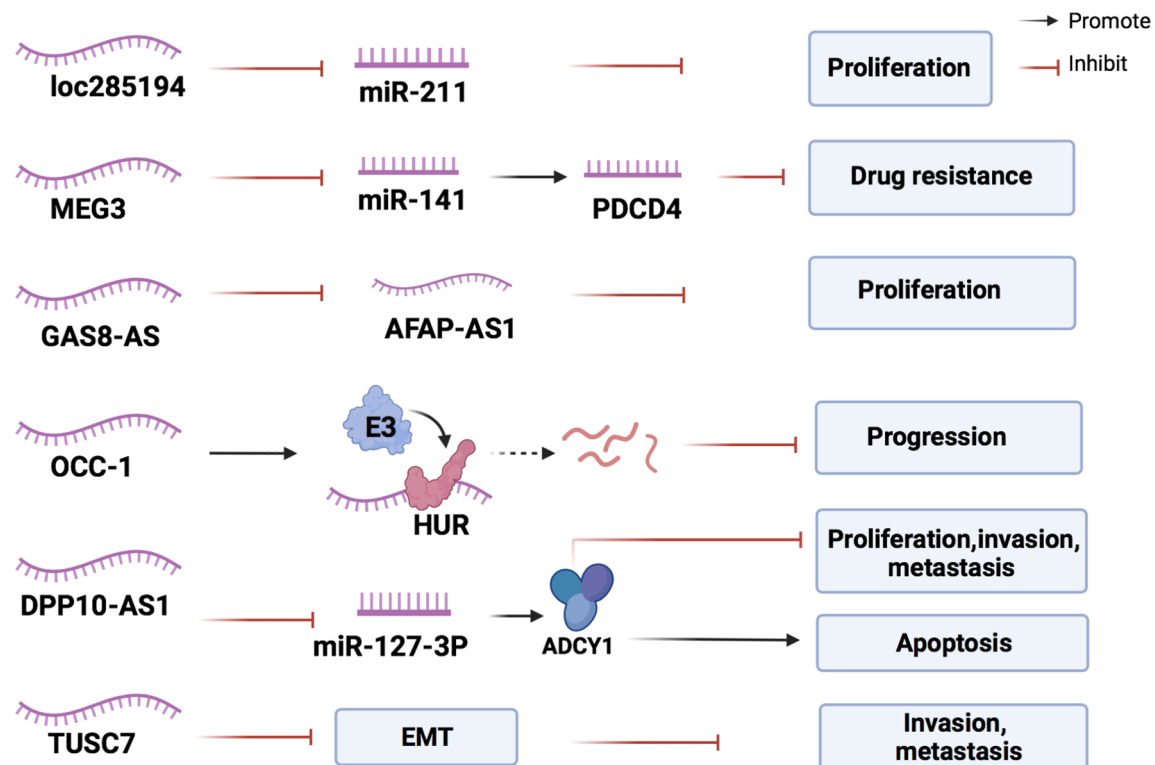 Promote
Inhibit
loc285194
miR-211
Proliferation
MEG3
miR-141
PDCD4
Drug resistance
GAS8-AS
AFAP-AS1
Proliferation
OCC-1
E3
HUR
Progression
DPP10-AS1
miR-127-3P
ADCY1
Proliferation,invasion,
metastasis
Apoptosis
TUSC7
EMT
Invasion,
metastasis